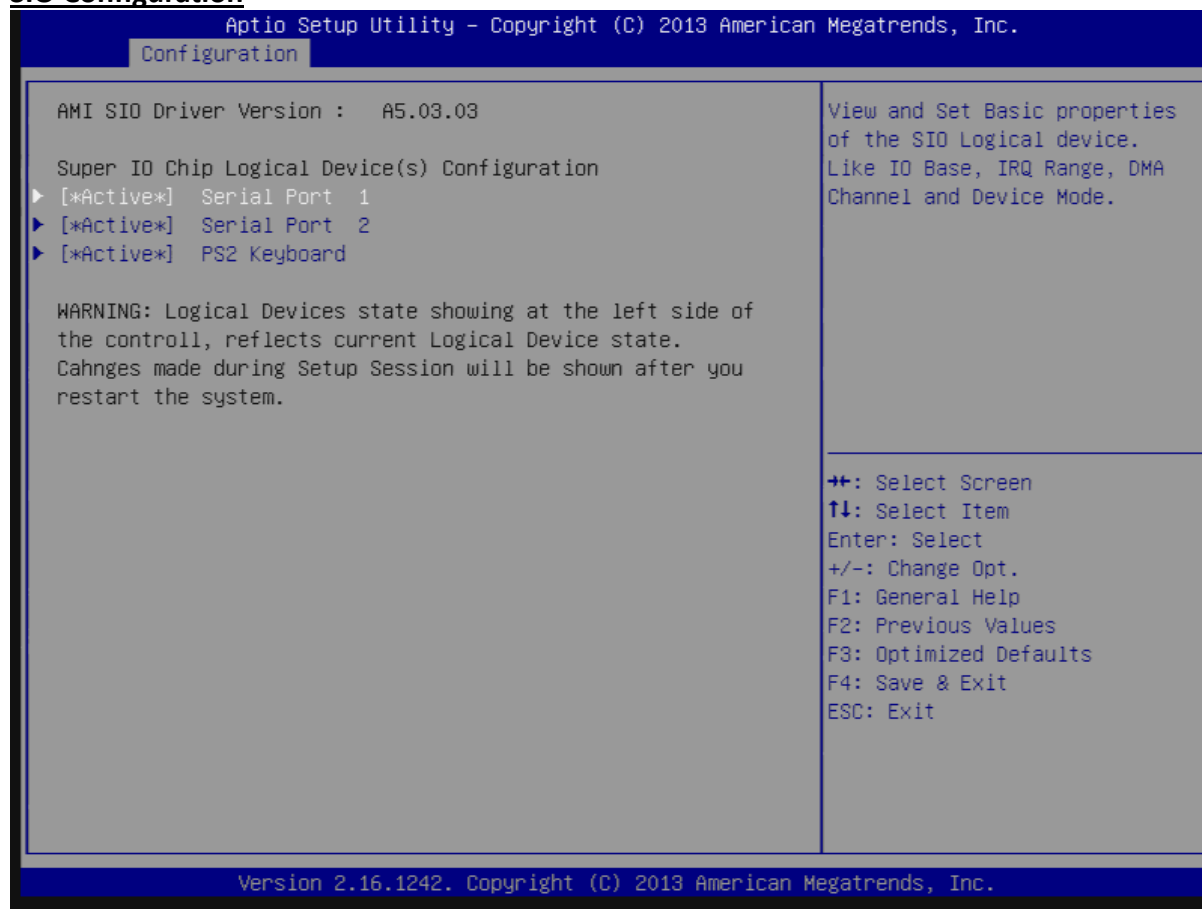 SIO Configuration
Aptio Setup Utility – Copyright (C) 2013 American Megatrends, Inc.
Configuration
AMI SIO Driver Version : A5.03.03
Super IO Chip Logical Device(s) Configuration
[*Active*] Serial Port 1
[*Active*] Serial Port 2
[*Active*] PS2 Keyboard
WARNING: Logical Devices state showing at the left side of
the controll, reflects current Logical Device state.
Cahnges made during Setup Session will be shown after you
restart the system.
View and Set Basic properties
of the SIO Logical device.
Like IO Base, IRQ Range, DMA
Channel and Device Mode.
→←: Select Screen
↑↓: Select Item
Enter: Select
+/-: Change Opt.
F1: General Help
F2: Previous Values
F3: Optimized Defaults
F4: Save & Exit
ESC: Exit
Version 2.16.1242. Copyright (C) 2013 American Megatrends, Inc.